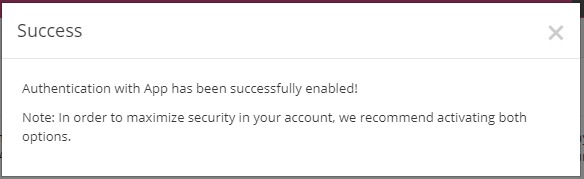 Success
Authentication with App has been successfully enabled!
Note: In order to maximize security in your account, we recommend activating both
options.